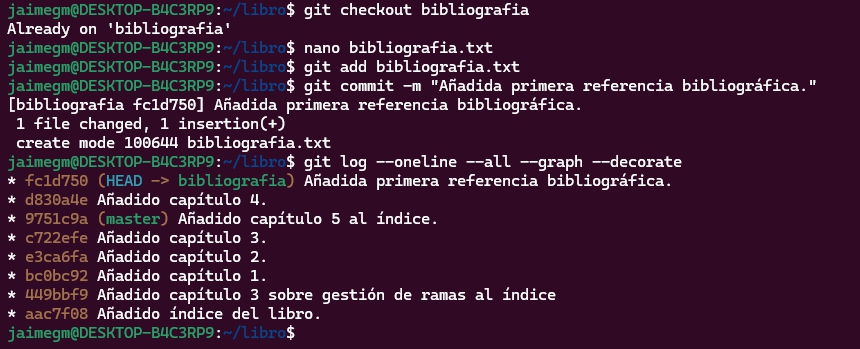 jaimegm@DESKTOP-B4C3RP9:~/libro$ git checkout bibliografia
Already on 'bibliografia'
jaimegm@DESKTOP-B4C3RP9:~/libro$ nano bibliografia.txt
jaimegm@DESKTOP-B4C3RP9:~/libro$ git add bibliografia.txt
jaimegm@DESKTOP-B4C3RP9:~/libro$ git commit -m "Añadida primera referencia bibliográfica."
[bibliografia fc1d750] Añadida primera referencia bibliográfica.
 1 file changed, 1 insertion(+)
 create mode 100644 bibliografia.txt
jaimegm@DESKTOP-B4C3RP9:~/libro$ git log --oneline --all --graph --decorate
* fc1d750 (HEAD -> bibliografia) Añadida primera referencia bibliográfica.
* d830a4e Añadido capítulo 4.
* 9751c9a (master) Añadido capítulo 5 al índice.
* c722efe Añadido capítulo 3.
* e3ca6fa Añadido capítulo 2.
* bc0bc92 Añadido capítulo 1.
* 449bbf9 Añadido capítulo 3 sobre gestión de ramas al índice
* aac7f08 Añadido índice del libro.
jaimegm@DESKTOP-B4C3RP9:~/libro$